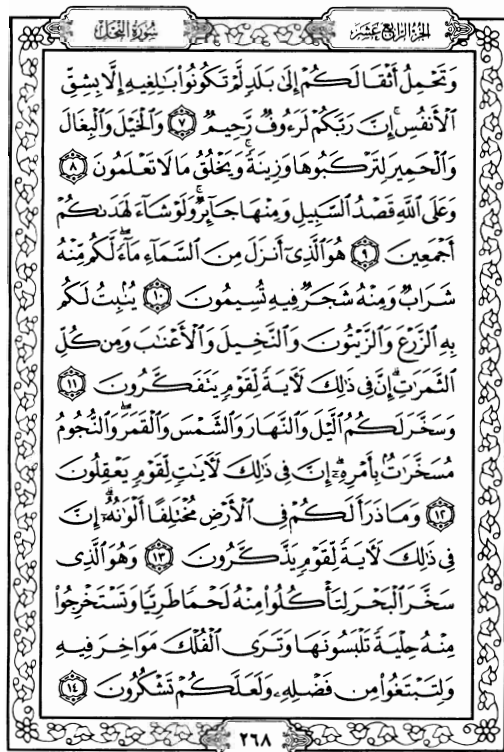 الجزء الرابع عشر
سورة النحل
وَتَحْمِلُ أَثْقَالَكُمْ إِلَىٰ بَلَدٍ لَّمْ تَكُونُوا۟ بَٰلِغِيهِ إِلَّا بِشِقِّ
ٱلْأَنفُسِ ۚ إِنَّ رَبَّكُمْ لَرَءُوفٌ رَّحِيمٌ ٧ وَٱلْخَيْلَ وَٱلْبِغَالَ
وَٱلْحَمِيرَ لِتَرْكَبُوهَا وَزِينَةً ۚ وَيَخْلُقُ مَا لَا تَعْلَمُونَ ٨
وَعَلَى ٱللَّهِ قَصْدُ ٱلسَّبِيلِ وَمِنْهَا جَآئِرٌ ۚ وَلَوْ شَآءَ لَهَدَىٰكُمْ
أَجْمَعِينَ ٩ هُوَ ٱلَّذِىٓ أَنزَلَ مِنَ ٱلسَّمَآءِ مَآءً ۖ لَّكُم مِّنْهُ
شَرَابٌ وَمِنْهُ شَجَرٌ فِيهِ تُسِيمُونَ ١٠ يُنۢبِتُ لَكُم
بِهِ ٱلزَّرْعَ وَٱلزَّيْتُونَ وَٱلنَّخِيلَ وَٱلْأَعْنَٰبَ وَمِن كُلِّ
ٱلثَّمَرَٰتِ ۗ إِنَّ فِى ذَٰلِكَ لَءَايَةً لِّقَوْمٍ يَتَفَكَّرُونَ ١١
وَسَخَّرَ لَكُمُ ٱلَّيْلَ وَٱلنَّهَارَ وَٱلشَّمْسَ وَٱلْقَمَرَ ۖ وَٱلنُّجُومُ
مُسَخَّرَٰتٌۢ بِأَمْرِهِۦٓ ۗ إِنَّ فِى ذَٰلِكَ لَءَايَٰتٍ لِّقَوْمٍ يَعْقِلُونَ
١٢ وَمَا ذَرَأَ لَكُمْ فِى ٱلْأَرْضِ مُخْتَلِفًا أَلْوَٰنُهُۥٓ ۗ إِنَّ
فِى ذَٰلِكَ لَءَايَةً لِّقَوْمٍ يَذَّكَّرُونَ ١٣ وَهُوَ ٱلَّذِى
سَخَّرَ ٱلْبَحْرَ لِتَأْكُلُوا۟ مِنْهُ لَحْمًا طَرِيًّا وَتَسْتَخْرِجُوا۟
مِنْهُ حِلْيَةً تَلْبَسُونَهَا وَتَرَى ٱلْفُلْكَ مَوَاخِرَ فِيهِ
وَلِتَبْتَغُوا۟ مِن فَضْلِهِۦ وَلَعَلَّكُمْ تَشْكُرُونَ ١٤
٢٦٨